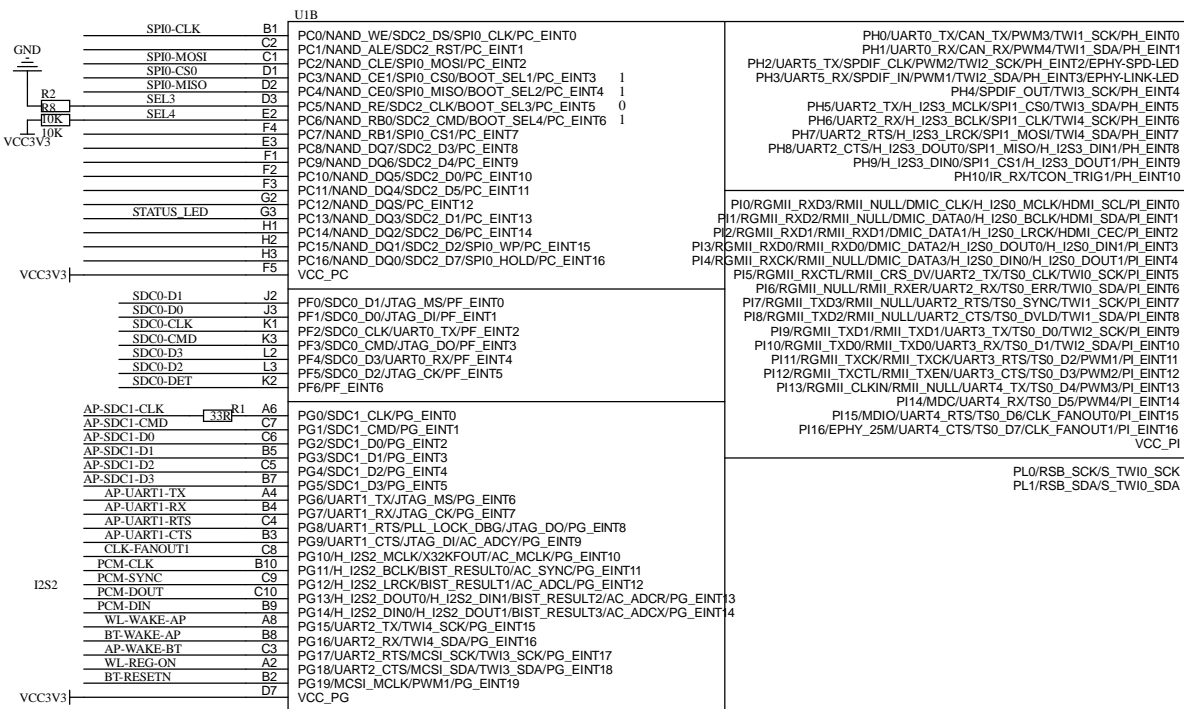 U1B
SPI0-CLK B1 PC0/NAND_WE/SDC2_DS/SPI0_CLK/PC_EINT0
C2 PC1/NAND_ALE/SDC2_RST/PC_EINT1
GND
SPI0-MOSI C1 PC2/NAND_CLE/SPI0_MOSI/PC_EINT2
SPI0-CS0 D1 PC3/NAND_CE1/SPI0_CS0/BOOT_SEL1/PC_EINT3 1
SPI0-MISO D2 PC4/NAND_CE0/SPI0_MISO/BOOT_SEL2/PC_EINT4 1
R2 SEL3 D3 PC5/NAND_RE/SDC2_CLK/BOOT_SEL3/PC_EINT5 0
R8 SEL4 E2 PC6/NAND_RB0/SDC2_CMD/BOOT_SEL4/PC_EINT6 1
10K
10K
VCC3V3
F4 PC7/NAND_RB1/SPI0_CS1/PC_EINT7
E3 PC8/NAND_DQ7/SDC2_D3/PC_EINT8
F1 PC9/NAND_DQ6/SDC2_D4/PC_EINT9
F2 PC10/NAND_DQ5/SDC2_D0/PC_EINT10
F3 PC11/NAND_DQ4/SDC2_D5/PC_EINT11
G2 PC12/NAND_DQS/PC_EINT12
STATUS_LED G3 PC13/NAND_DQ3/SDC2_D1/PC_EINT13
H1 PC14/NAND_DQ2/SDC2_D6/PC_EINT14
H2 PC15/NAND_DQ1/SDC2_D2/SPI0_WP/PC_EINT15
H3 PC16/NAND_DQ0/SDC2_D7/SPI0_HOLD/PC_EINT16
VCC3V3 F5 VCC_PC
SDC0-D1 J2 PF0/SDC0_D1/JTAG_MS/PF_EINT0
SDC0-D0 J3 PF1/SDC0_D0/JTAG_DI/PF_EINT1
SDC0-CLK K1 PF2/SDC0_CLK/UART0_TX/PF_EINT2
SDC0-CMD K3 PF3/SDC0_CMD/JTAG_DO/PF_EINT3
SDC0-D3 L2 PF4/SDC0_D3/UART0_RX/PF_EINT4
SDC0-D2 L3 PF5/SDC0_D2/JTAG_CK/PF_EINT5
SDC0-DET K2 PF6/PF_EINT6
AP-SDC1-CLK 33R R1 A6 PG0/SDC1_CLK/PG_EINT0
AP-SDC1-CMD C7 PG1/SDC1_CMD/PG_EINT1
AP-SDC1-D0 C6 PG2/SDC1_D0/PG_EINT2
AP-SDC1-D1 B5 PG3/SDC1_D1/PG_EINT3
AP-SDC1-D2 C5 PG4/SDC1_D2/PG_EINT4
AP-SDC1-D3 B7 PG5/SDC1_D3/PG_EINT5
AP-UART1-TX A4 PG6/UART1_TX/JTAG_MS/PG_EINT6
AP-UART1-RX B4 PG7/UART1_RX/JTAG_CK/PG_EINT7
AP-UART1-RTS C4 PG8/UART1_RTS/PLL_LOCK_DBG/JTAG_DO/PG_EINT8
AP-UART1-CTS B3 PG9/UART1_CTS/JTAG_DI/AC_ADCY/PG_EINT9
CLK-FANOUT1 C8 PG10/H_I2S2_MCLK/X32KFOUT/AC_MCLK/PG_EINT10
PCM-CLK B10 PG11/H_I2S2_BCLK/BIST_RESULT0/AC_SYNC/PG_EINT11
I2S2 PCM-SYNC C9 PG12/H_I2S2_LRCK/BIST_RESULT1/AC_ADCL/PG_EINT12
PCM-DOUT C10 PG13/H_I2S2_DOUT0/H_I2S2_DIN1/BIST_RESULT2/AC_ADCR/PG_EINT13
PCM-DIN B9 PG14/H_I2S2_DIN0/H_I2S2_DOUT1/BIST_RESULT3/AC_ADCX/PG_EINT14
WL-WAKE-AP A8 PG15/UART2_TX/TWI4_SCK/PG_EINT15
BT-WAKE-AP B8 PG16/UART2_RX/TWI4_SDA/PG_EINT16
AP-WAKE-BT C3 PG17/UART2_RTS/MCSI_SCK/TWI3_SCK/PG_EINT17
WL-REG-ON A2 PG18/UART2_CTS/MCSI_SDA/TWI3_SDA/PG_EINT18
BT-RESETN B2 PG19/MCSI_MCLK/PWM1/PG_EINT19
VCC3V3 D7 VCC_PG
PH0/UART0_TX/CAN_TX/PWM3/TWI1_SCK/PH_EINT0
PH1/UART0_RX/CAN_RX/PWM4/TWI1_SDA/PH_EINT1
PH2/UART5_TX/SPDIF_CLK/PWM2/TWI2_SCK/PH_EINT2/EPHY-SPD-LED
PH3/UART5_RX/SPDIF_IN/PWM1/TWI2_SDA/PH_EINT3/EPHY-LINK-LED
PH4/SPDIF_OUT/TWI3_SCK/PH_EINT4
PH5/UART2_TX/H_I2S3_MCLK/SPI1_CS0/TWI3_SDA/PH_EINT5
PH6/UART2_RX/H_I2S3_BCLK/SPI1_CLK/TWI4_SCK/PH_EINT6
PH7/UART2_RTS/H_I2S3_LRCK/SPI1_MOSI/TWI4_SDA/PH_EINT7
PH8/UART2_CTS/H_I2S3_DOUT0/SPI1_MISO/H_I2S3_DIN1/PH_EINT8
PH9/H_I2S3_DIN0/SPI1_CS1/H_I2S3_DOUT1/PH_EINT9
PH10/IR_RX/TCON_TRIG1/PH_EINT10
PI0/RGMII_RXD3/RMII_NULL/DMIC_CLK/H_I2S0_MCLK/HDMI_SCL/PI_EINT0
PI1/RGMII_RXD2/RMII_NULL/DMIC_DATA0/H_I2S0_BCLK/HDMI_SDA/PI_EINT1
PI2/RGMII_RXD1/RMII_RXD1/DMIC_DATA1/H_I2S0_LRCK/HDMI_CEC/PI_EINT2
PI3/RGMII_RXD0/RMII_RXD0/DMIC_DATA2/H_I2S0_DOUT0/H_I2S0_DIN1/PI_EINT3
PI4/RGMII_RXCK/RMII_NULL/DMIC_DATA3/H_I2S0_DIN0/H_I2S0_DOUT1/PI_EINT4
PI5/RGMII_RXCTL/RMII_CRS_DV/UART2_TX/TS0_CLK/TWI0_SCK/PI_EINT5
PI6/RGMII_NULL/RMII_RXER/UART2_RX/TS0_ERR/TWI0_SDA/PI_EINT6
PI7/RGMII_TXD3/RMII_NULL/UART2_RTS/TS0_SYNC/TWI1_SCK/PI_EINT7
PI8/RGMII_TXD2/RMII_NULL/UART2_CTS/TS0_DVLD/TWI1_SDA/PI_EINT8
PI9/RGMII_TXD1/RMII_TXD1/UART3_TX/TS0_D0/TWI2_SCK/PI_EINT9
PI10/RGMII_TXD0/RMII_TXD0/UART3_RX/TS0_D1/TWI2_SDA/PI_EINT10
PI11/RGMII_TXCK/RMII_TXCK/UART3_RTS/TS0_D2/PWM1/PI_EINT11
PI12/RGMII_TXCTL/RMII_TXEN/UART3_CTS/TS0_D3/PWM2/PI_EINT12
PI13/RGMII_CLKIN/RMII_NULL/UART4_TX/TS0_D4/PWM3/PI_EINT13
PI14/MDC/UART4_RX/TS0_D5/PWM4/PI_EINT14
PI15/MDIO/UART4_RTS/TS0_D6/CLK_FANOUT0/PI_EINT15
PI16/EPHY_25M/UART4_CTS/TS0_D7/CLK_FANOUT1/PI_EINT16
VCC_PI
PL0/RSB_SCK/S_TWI0_SCK
PL1/RSB_SDA/S_TWI0_SDA